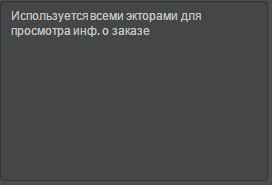 Используется всеми экторами для
просмотра инф. о заказе